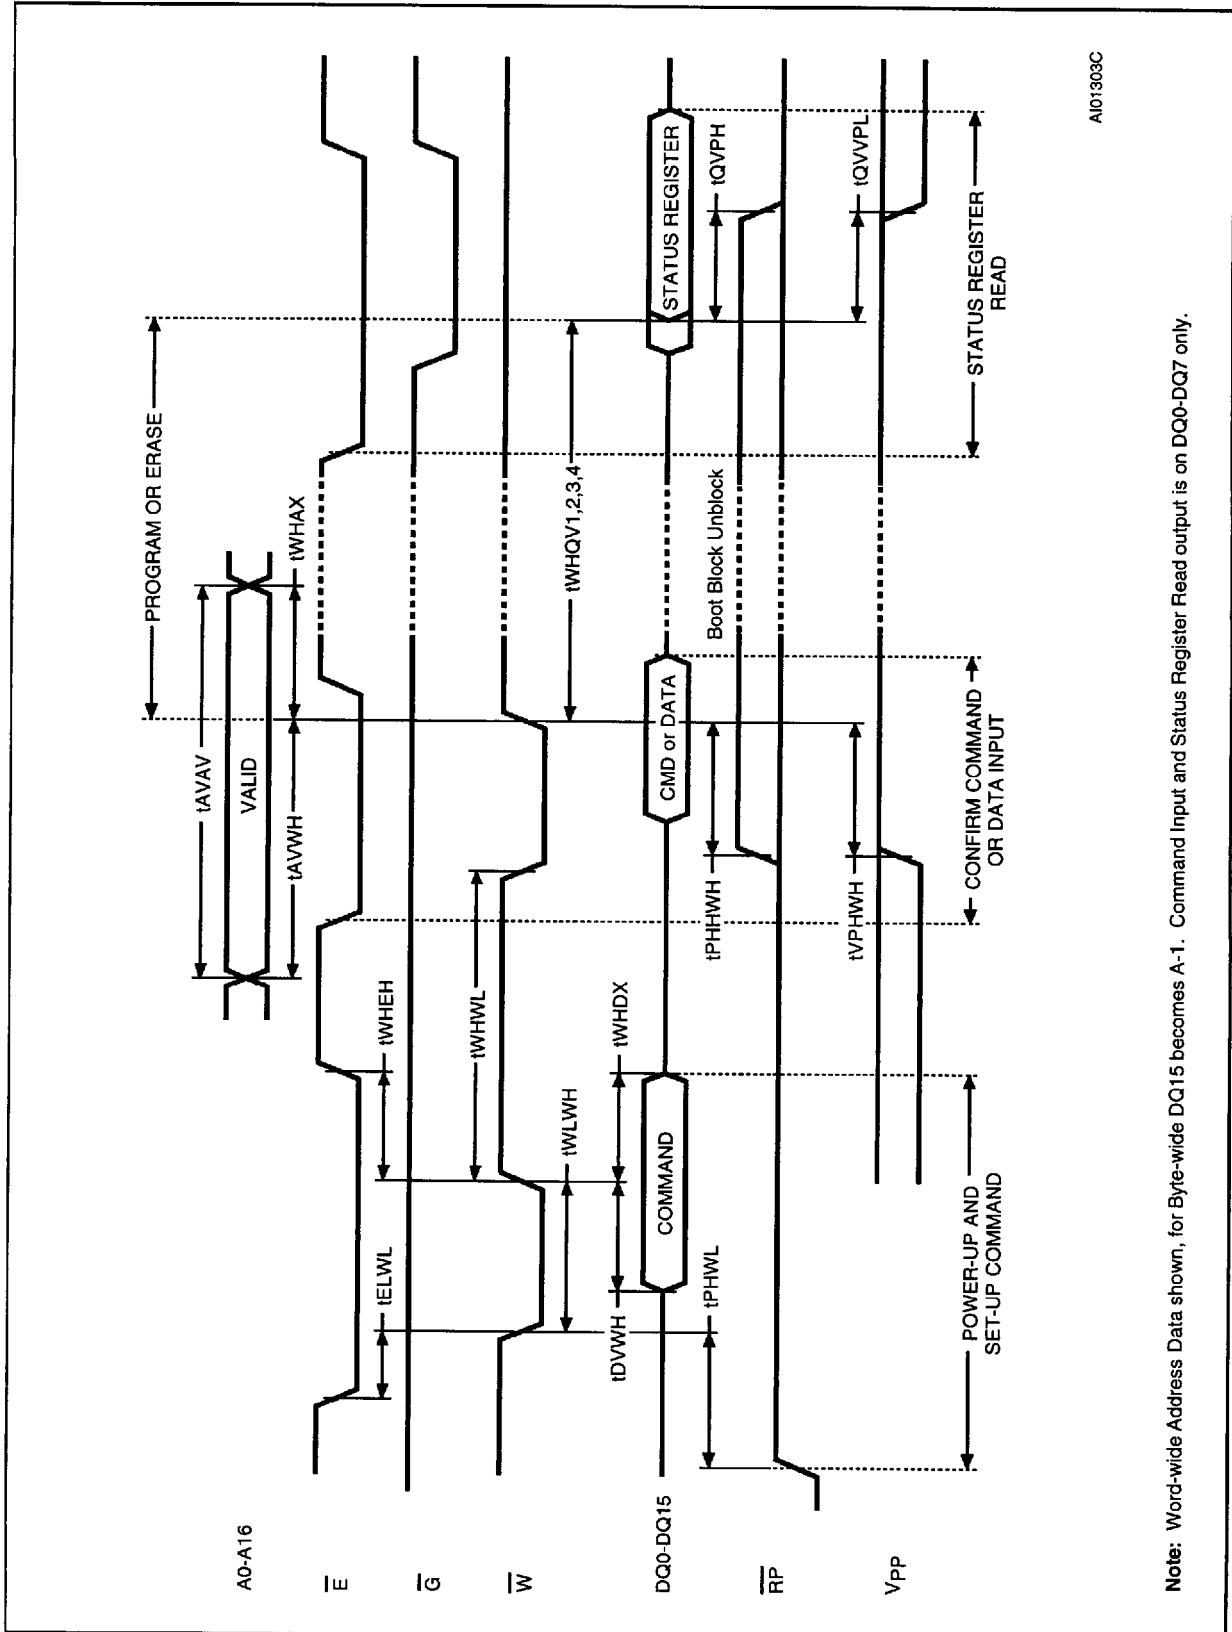 PROGRAM OR ERASE
tAVAV
A0-A16
VALID
tAVWH
tWHAX
E
tELWL
tWHEH
G
tWHWL
W
tWLWH
tWHQV1,2,3,4
tDVWH
tWHDX
DQ0-DQ15
COMMAND
CMD or DATA
STATUS REGISTER
tPHWL
tPHHWH
Boot Block Unblock
tQVPH
RP
tVPHWH
tQVVPL
VPP
POWER-UP AND
SET-UP COMMAND
CONFIRM COMMAND
OR DATA INPUT
STATUS REGISTER
READ
AI01303C
Note: Word-wide Address Data shown, for Byte-wide DQ15 becomes A-1. Command Input and Status Register Read output is on DQ0-DQ7 only.